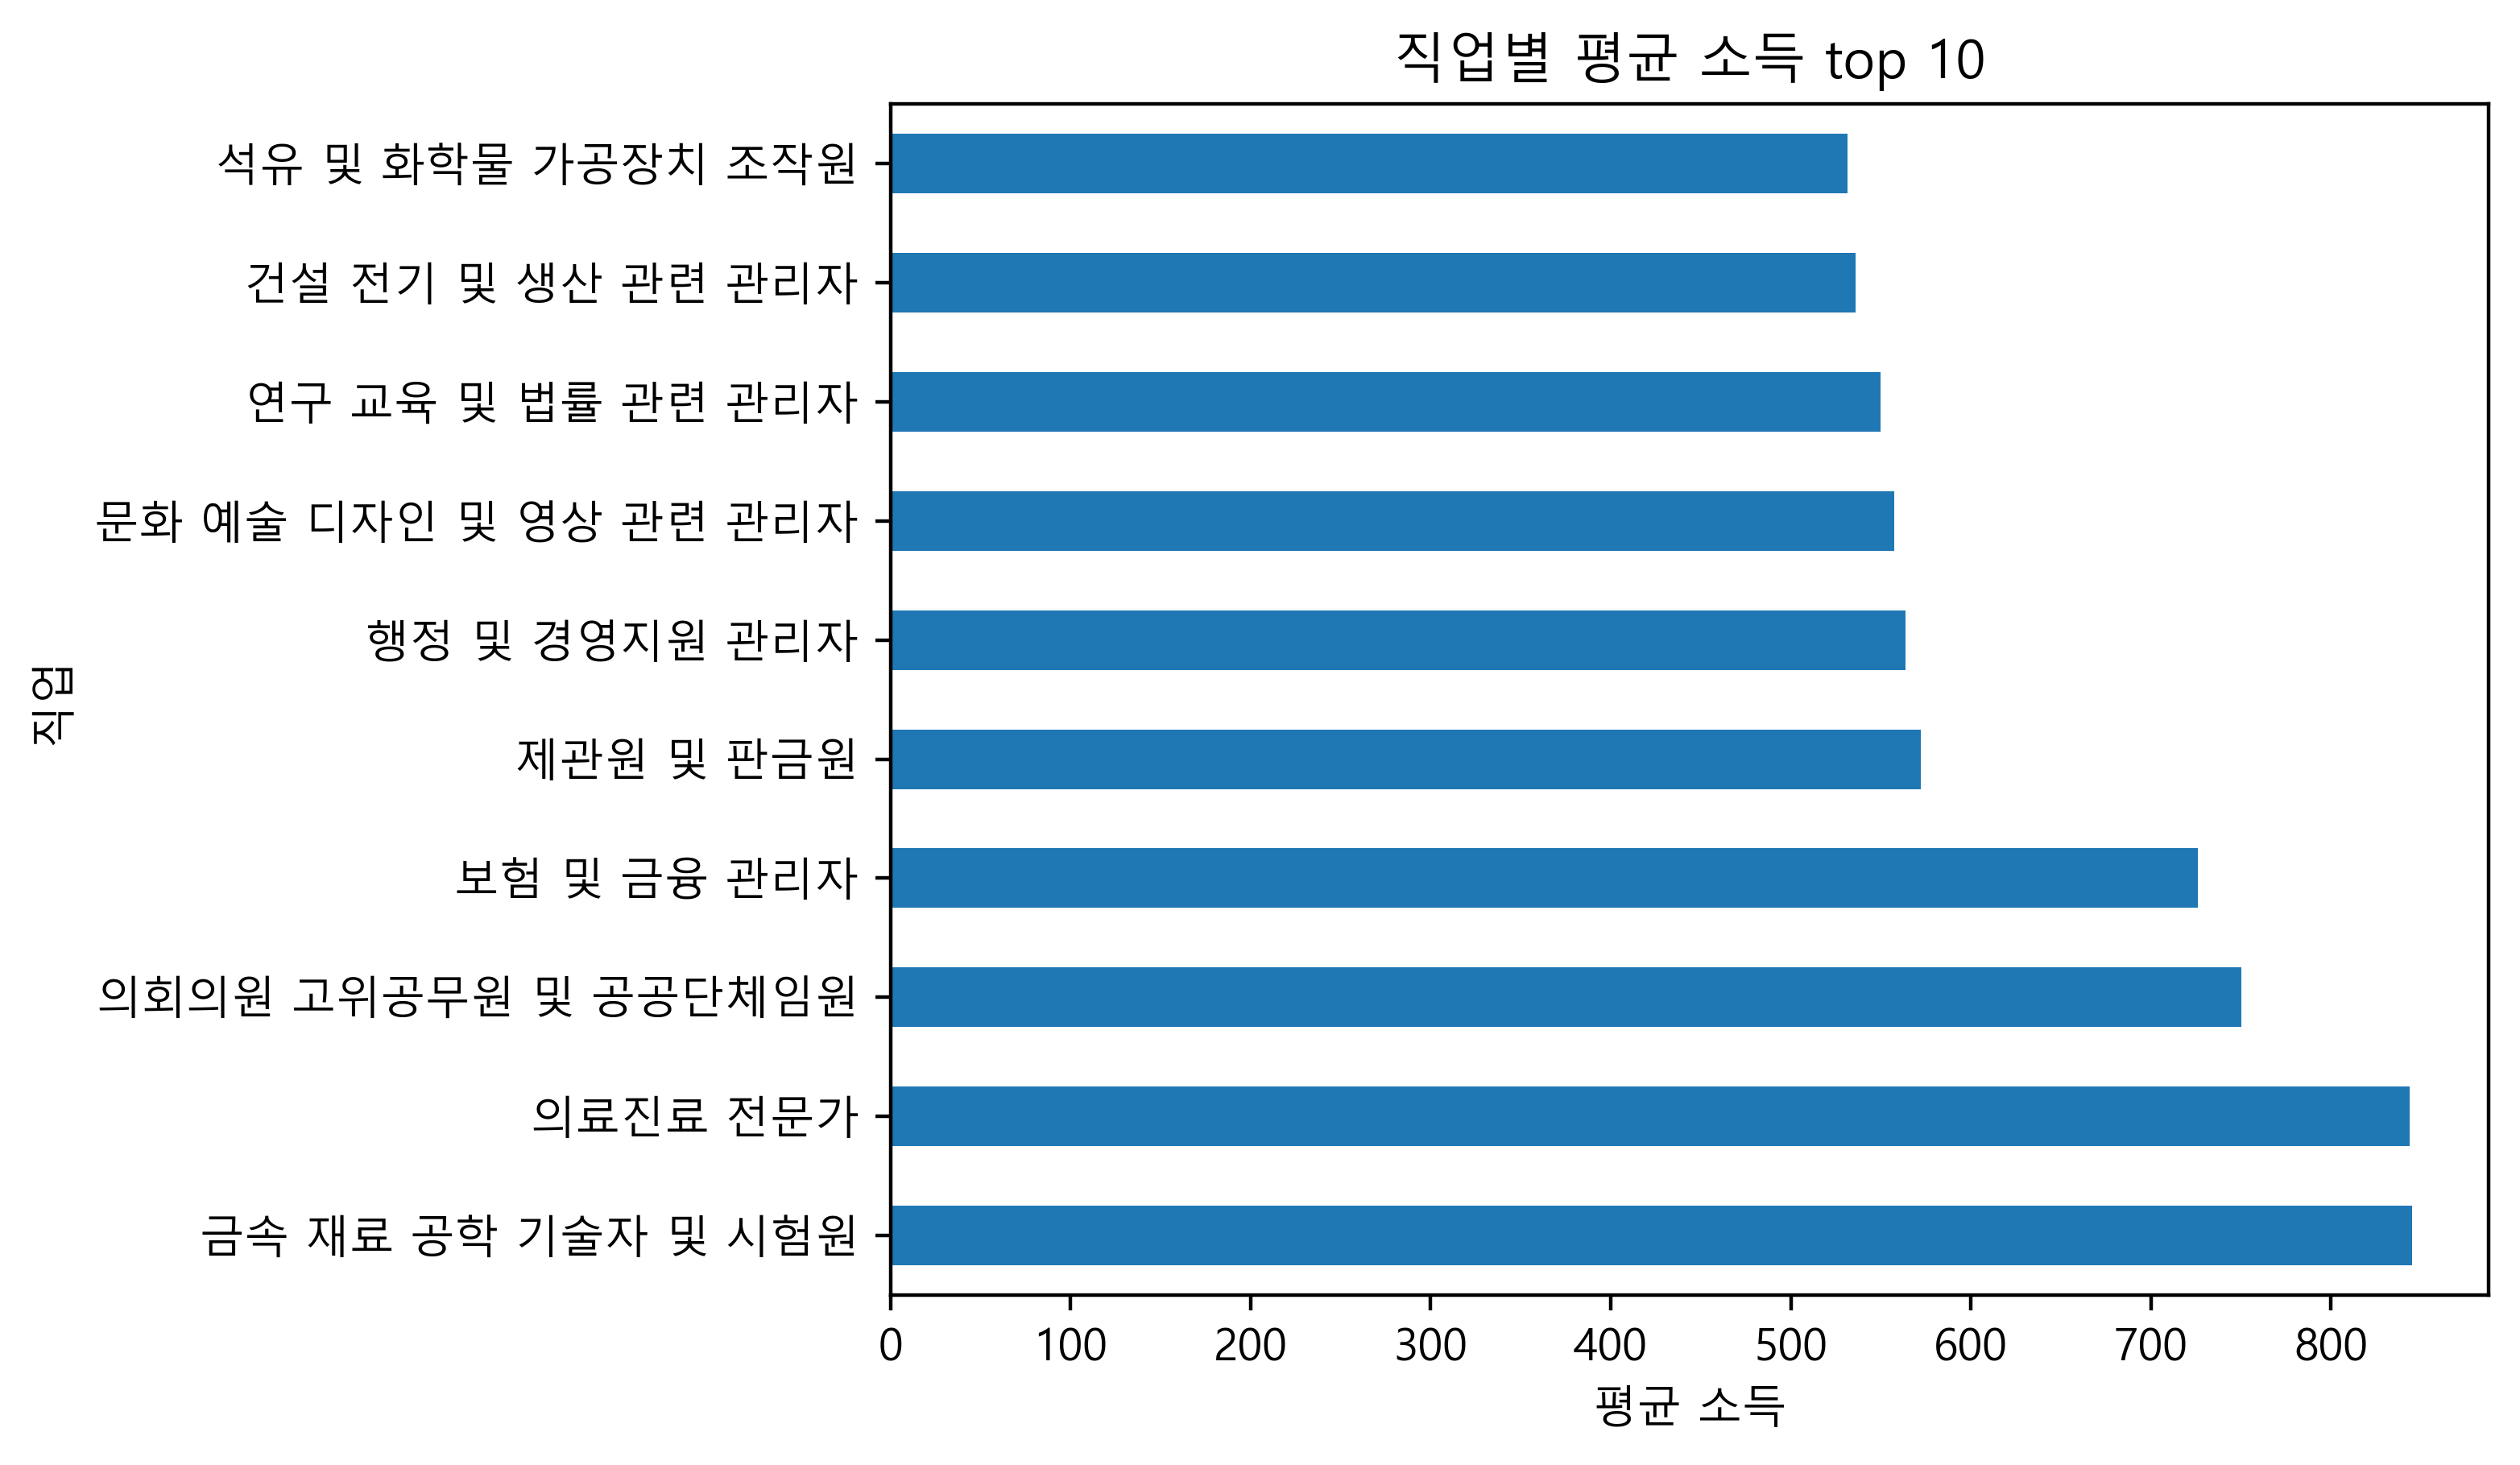 직업별 평균 소득 top 10
석유 및 화학물 가공장치 조작원
건설 전기 및 생산 관련 관리자
연구 교육 및 법률 관련 관리자
문화 예술 디자인 및 영상 관련 관리자
행정 및 경영지원 관리자
제관원 및 판금원
보험 및 금융 관리자
의회의원 고위공무원 및 공공단체임원
의료진료 전문가
금속 재료 공학 기술자 및 시험원
직업
0 100 200 300 400 500 600 700 800
평균 소득